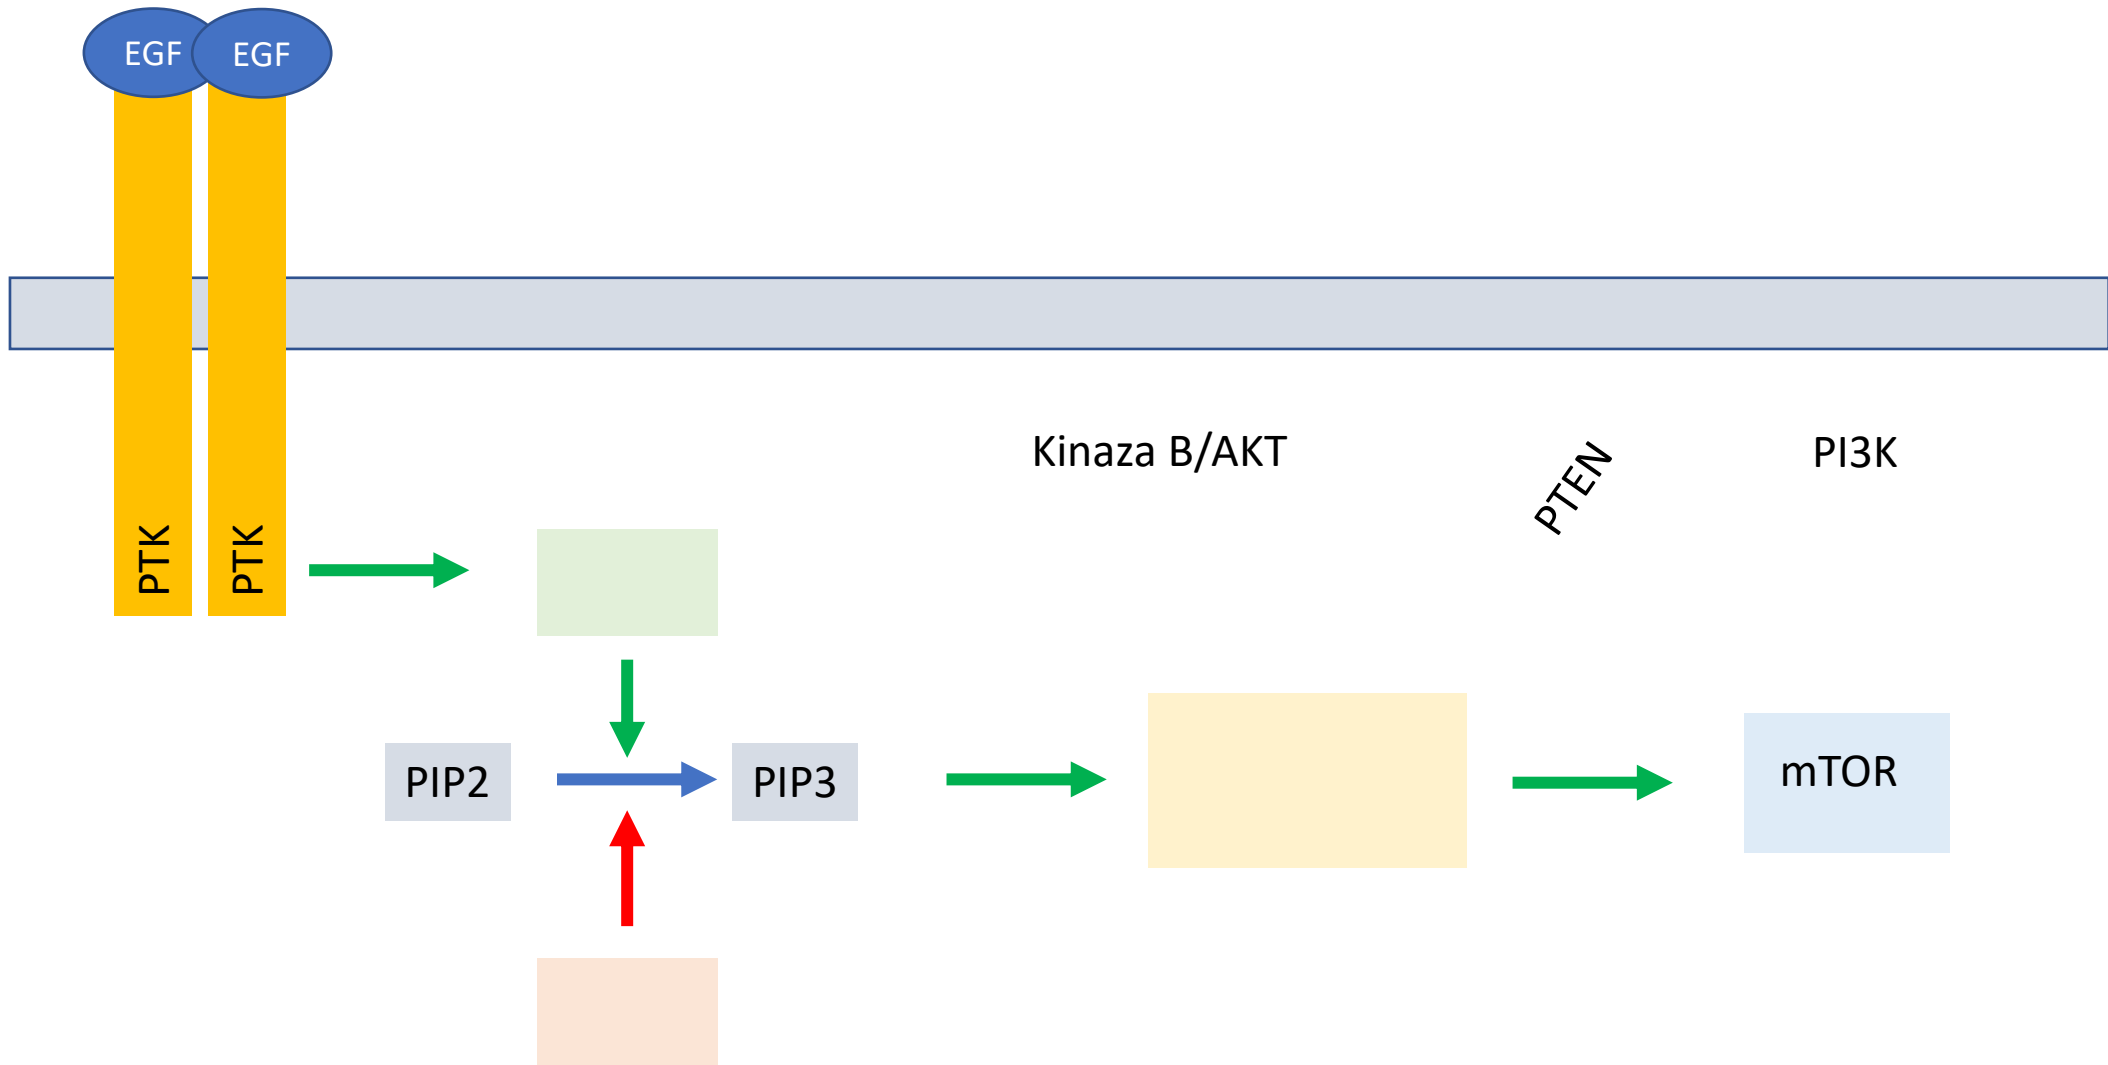 EGF
EGF
Kinaza B/AKT
PTEN
PI3K
PTK
PTK
PIP2
PIP3
mTOR